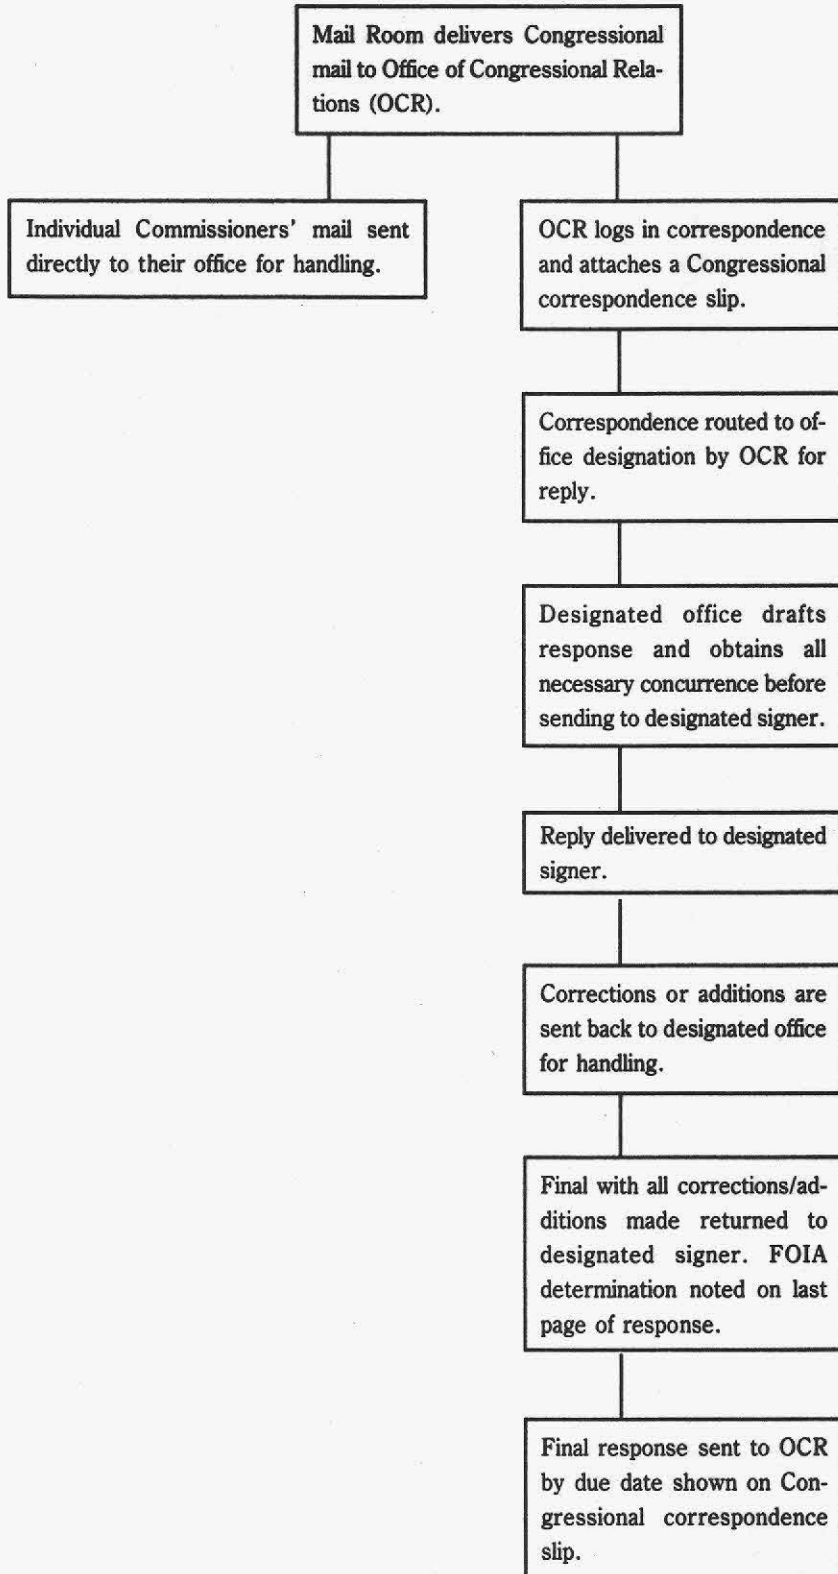 Mail Room delivers Congressional
mail to Office of Congressional Rela-
tions (OCR).
Individual Commissioners' mail sent
directly to their office for handling.
OCR logs in correspondence
and attaches a Congressional
correspondence slip.
Correspondence routed to of-
fice designation by OCR for
reply.
Designated office drafts
response and obtains all
necessary concurrence before
sending to designated signer.
Reply delivered to designated
signer.
Corrections or additions are
sent back to designated office
for handling.
Final with all corrections/ad-
ditions made returned to
designated signer. FOIA
determination noted on last
page of response.
Final response sent to OCR
by due date shown on Con-
gressional correspondence
slip.